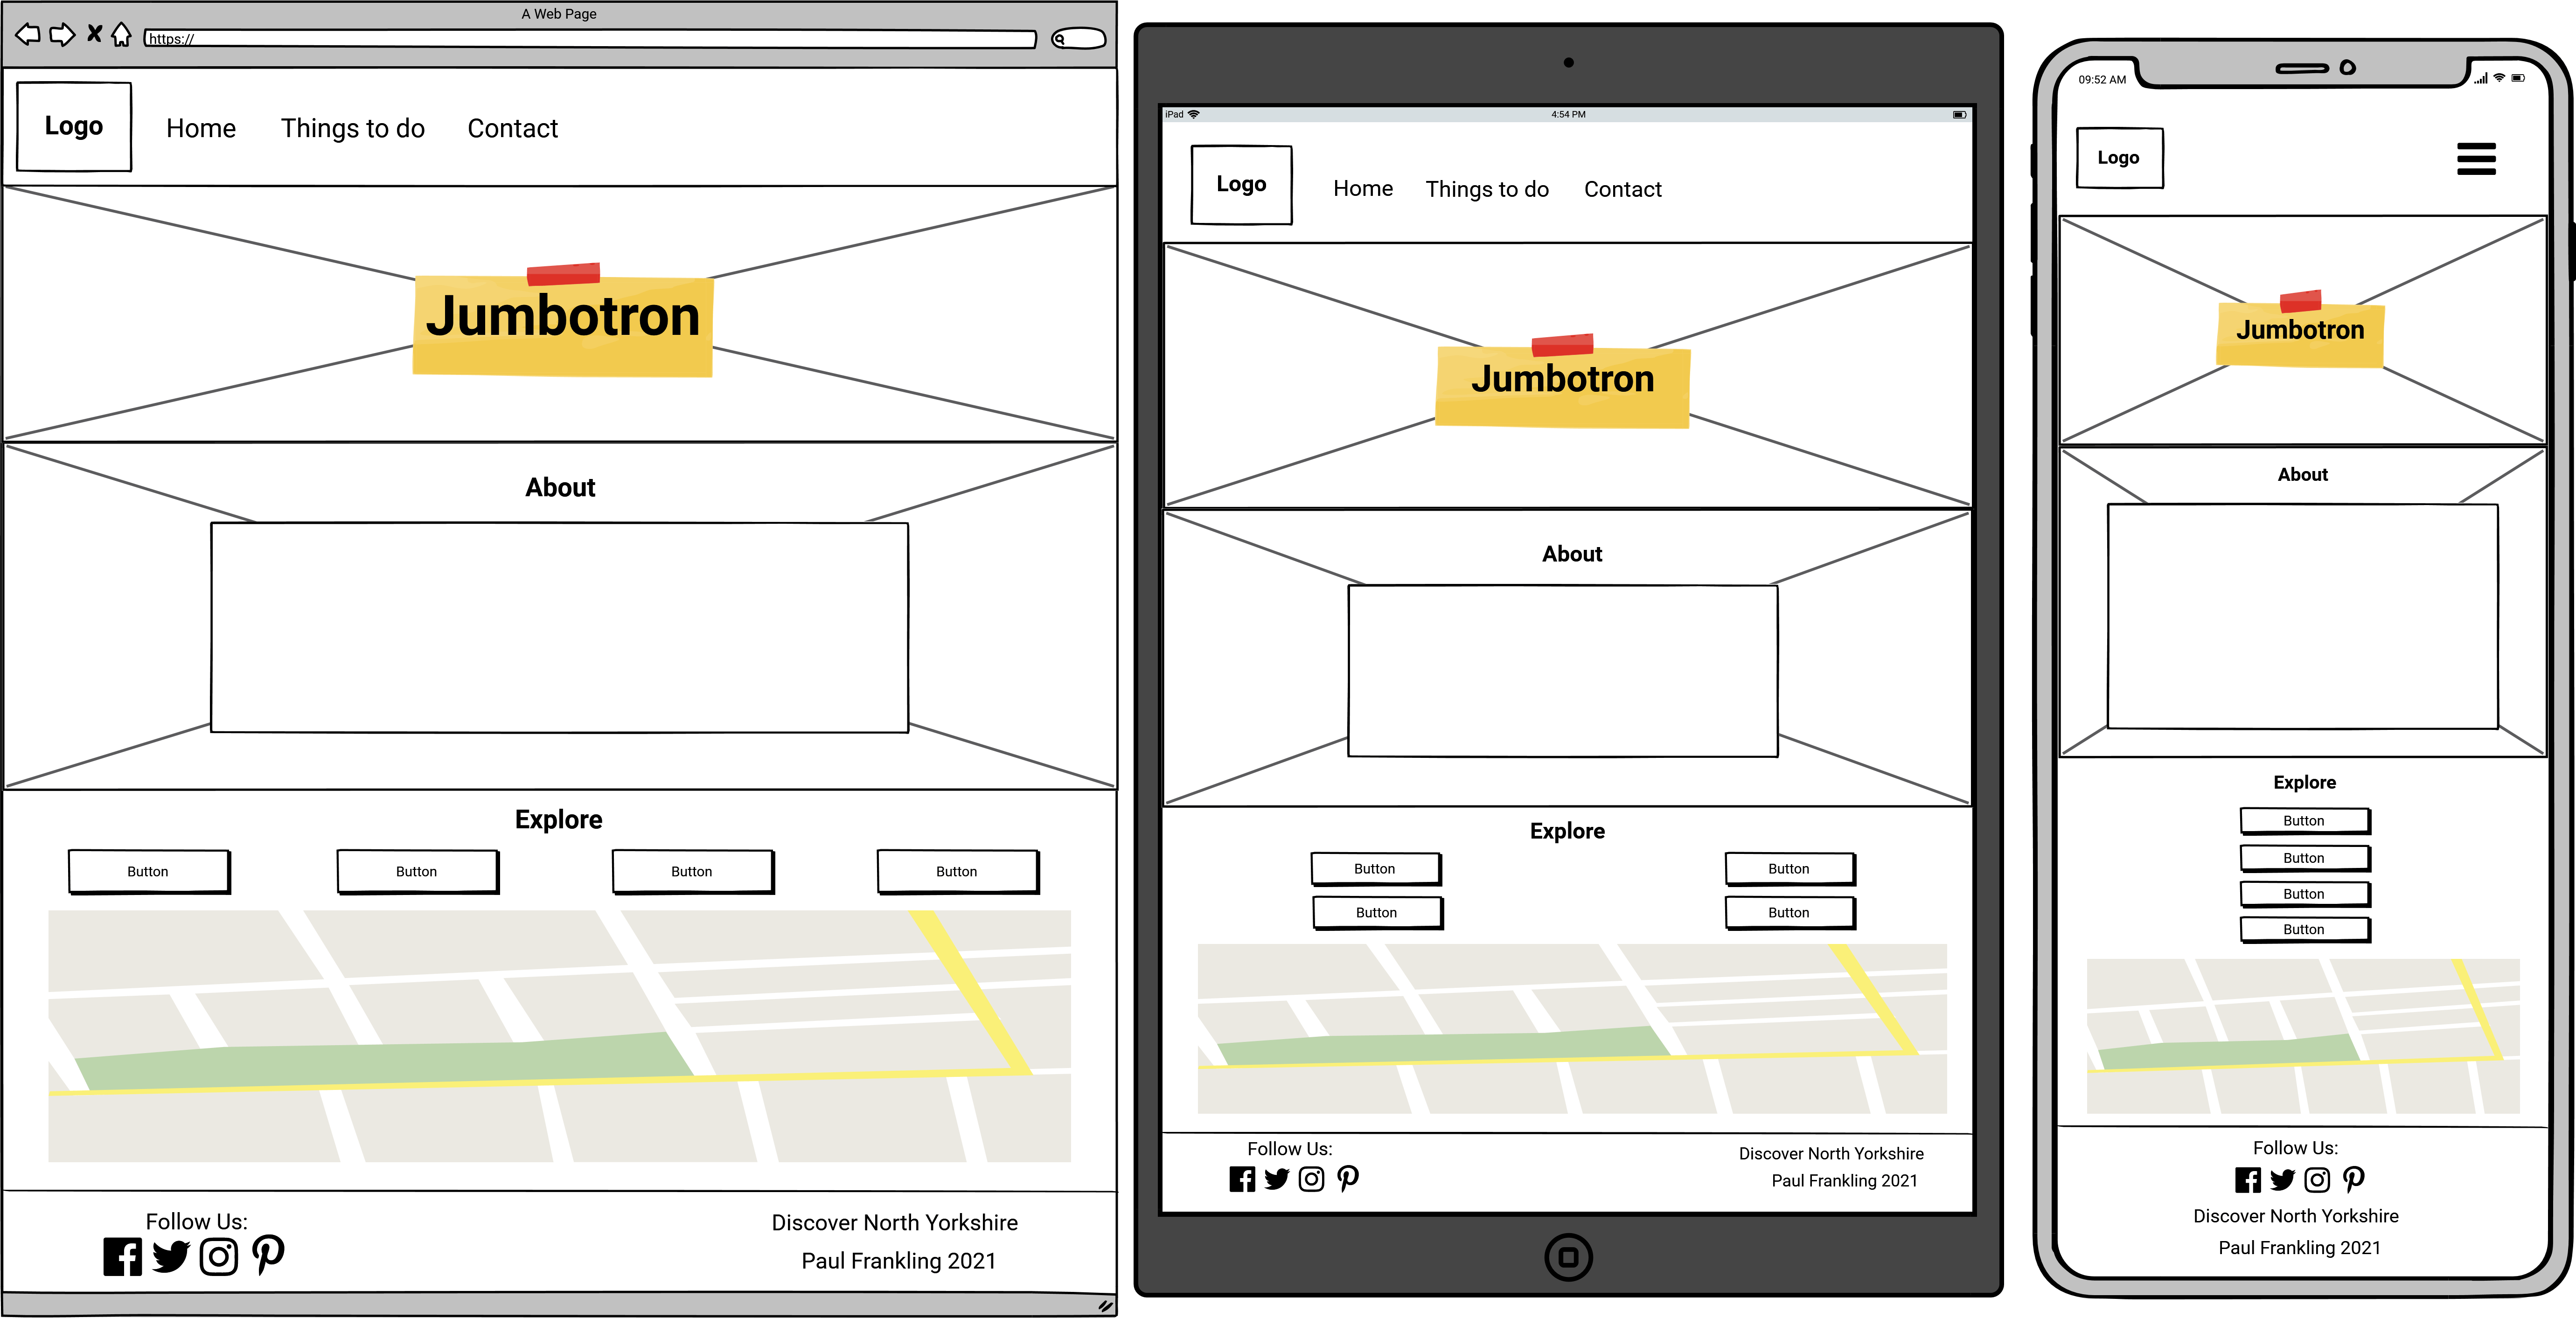 A Web Page
https://
Logo
Home Things to do Contact
Jumbotron
About
Explore
Button Button Button Button
Follow Us:
Discover North Yorkshire
Paul Frankling 2021
iPad 4:54 PM
Logo
Home Things to do Contact
Jumbotron
About
Explore
Button Button
Button Button
Follow Us:
Discover North Yorkshire
Paul Frankling 2021
09:52 AM
Logo
Jumbotron
About
Explore
Button
Button
Button
Button
Follow Us:
Discover North Yorkshire
Paul Frankling 2021